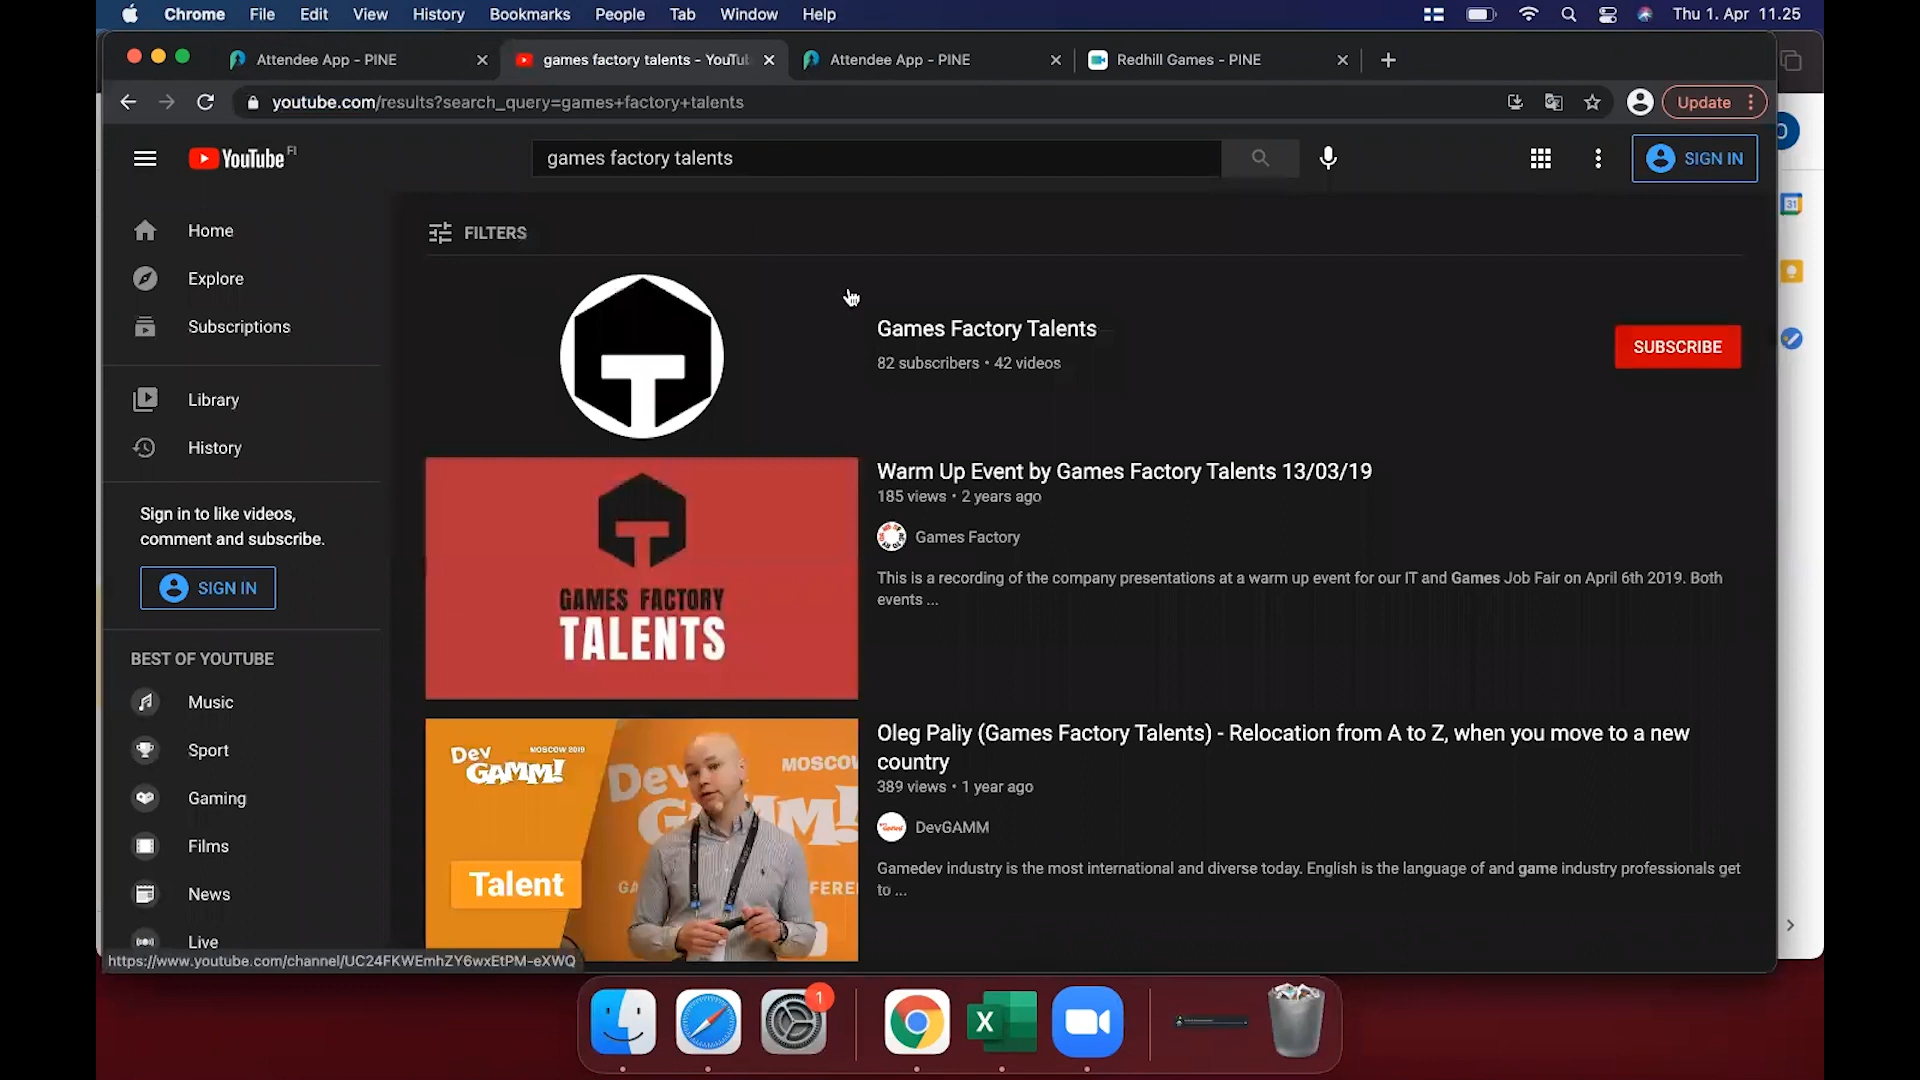 Chrome File Edit View History Bookmarks People Tab Window Help Thu 1. Apr 11.25
Attendee App - PINE games factory talents - YouTub Attendee App - PINE Redhill Games - PINE
youtube.com/results?search_query=games+factory+talents Update
YouTube FI games factory talents SIGN IN
Home
Explore
Subscriptions
Library
History
Sign in to like videos,
comment and subscribe.
SIGN IN
BEST OF YOUTUBE
Music
Sport
Gaming
Films
News
Live
https://www.youtube.com/channel/UC24FKWEmhZY6wxEtPM-eXWQ
FILTERS
T
Games Factory Talents
82 subscribers • 42 videos
SUBSCRIBE
GAMES FACTORY
TALENTS
Warm Up Event by Games Factory Talents 13/03/19
185 views • 2 years ago
Games Factory
This is a recording of the company presentations at a warm up event for our IT and Games Job Fair on April 6th 2019. Both
events ...
Dev MOSCOW 2019
GAMM!
Talent
Oleg Paliy (Games Factory Talents) - Relocation from A to Z, when you move to a new
country
389 views • 1 year ago
DevGAMM
Gamedev industry is the most international and diverse today. English is the language of and game industry professionals get
to ...
31
1
X